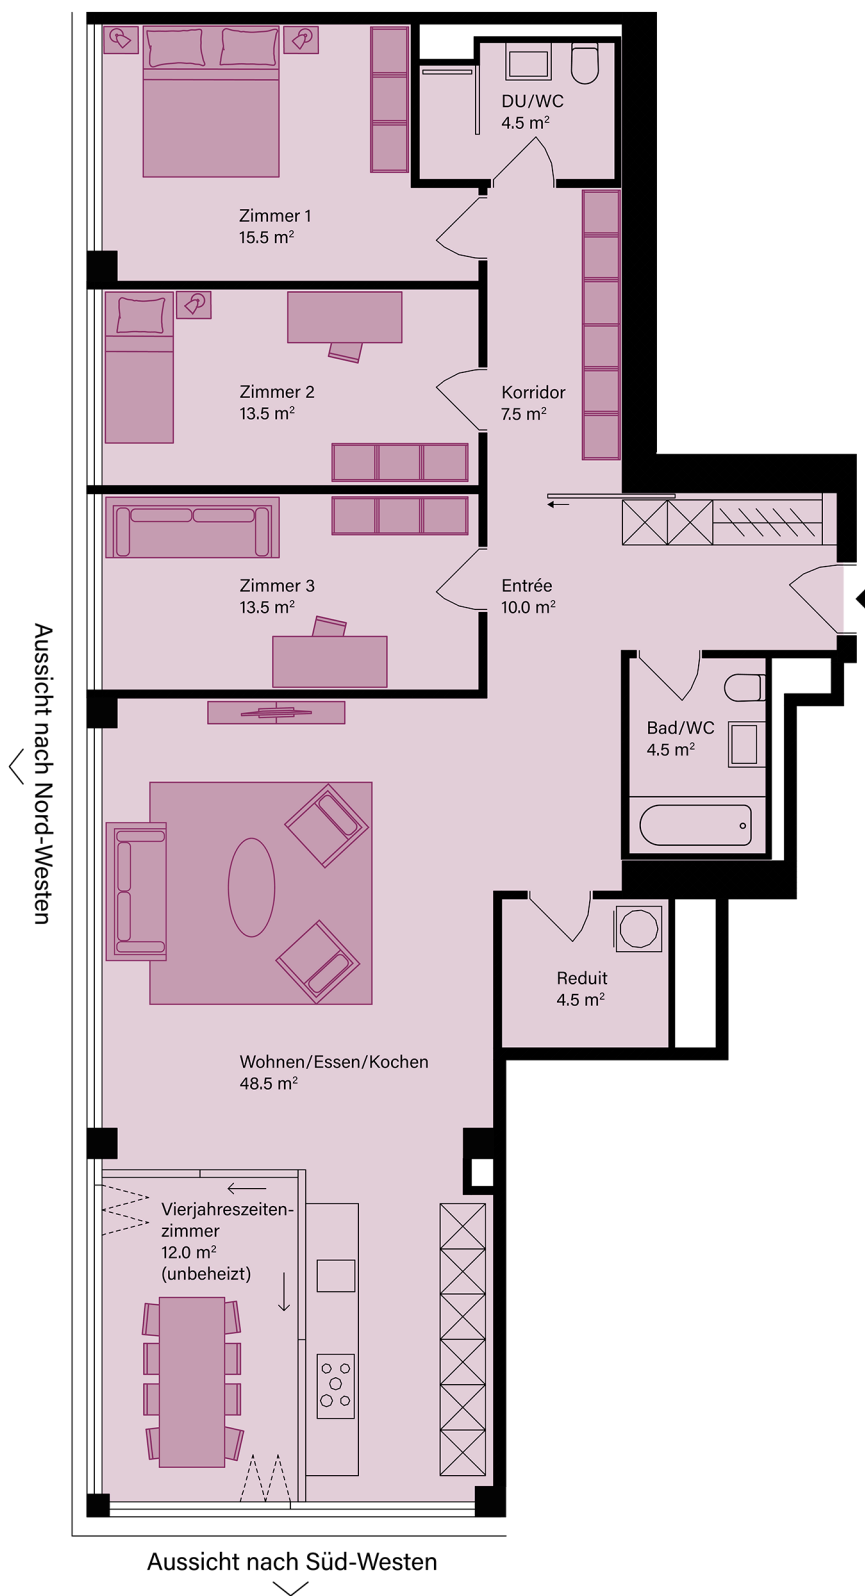 DU/WC
4.5 m²
Zimmer 1
15.5 m²
Zimmer 2
13.5 m²
Korridor
7.5 m²
Zimmer 3
13.5 m²
Entrée
10.0 m²
Aussicht nach Nord-Westen
Bad/WC
4.5 m²
Reduit
4.5 m²
Wohnen/Essen/Kochen
48.5 m²
Vierjahreszeiten-
zimmer
12.0 m²
(unbeheizt)
Aussicht nach Süd-Westen